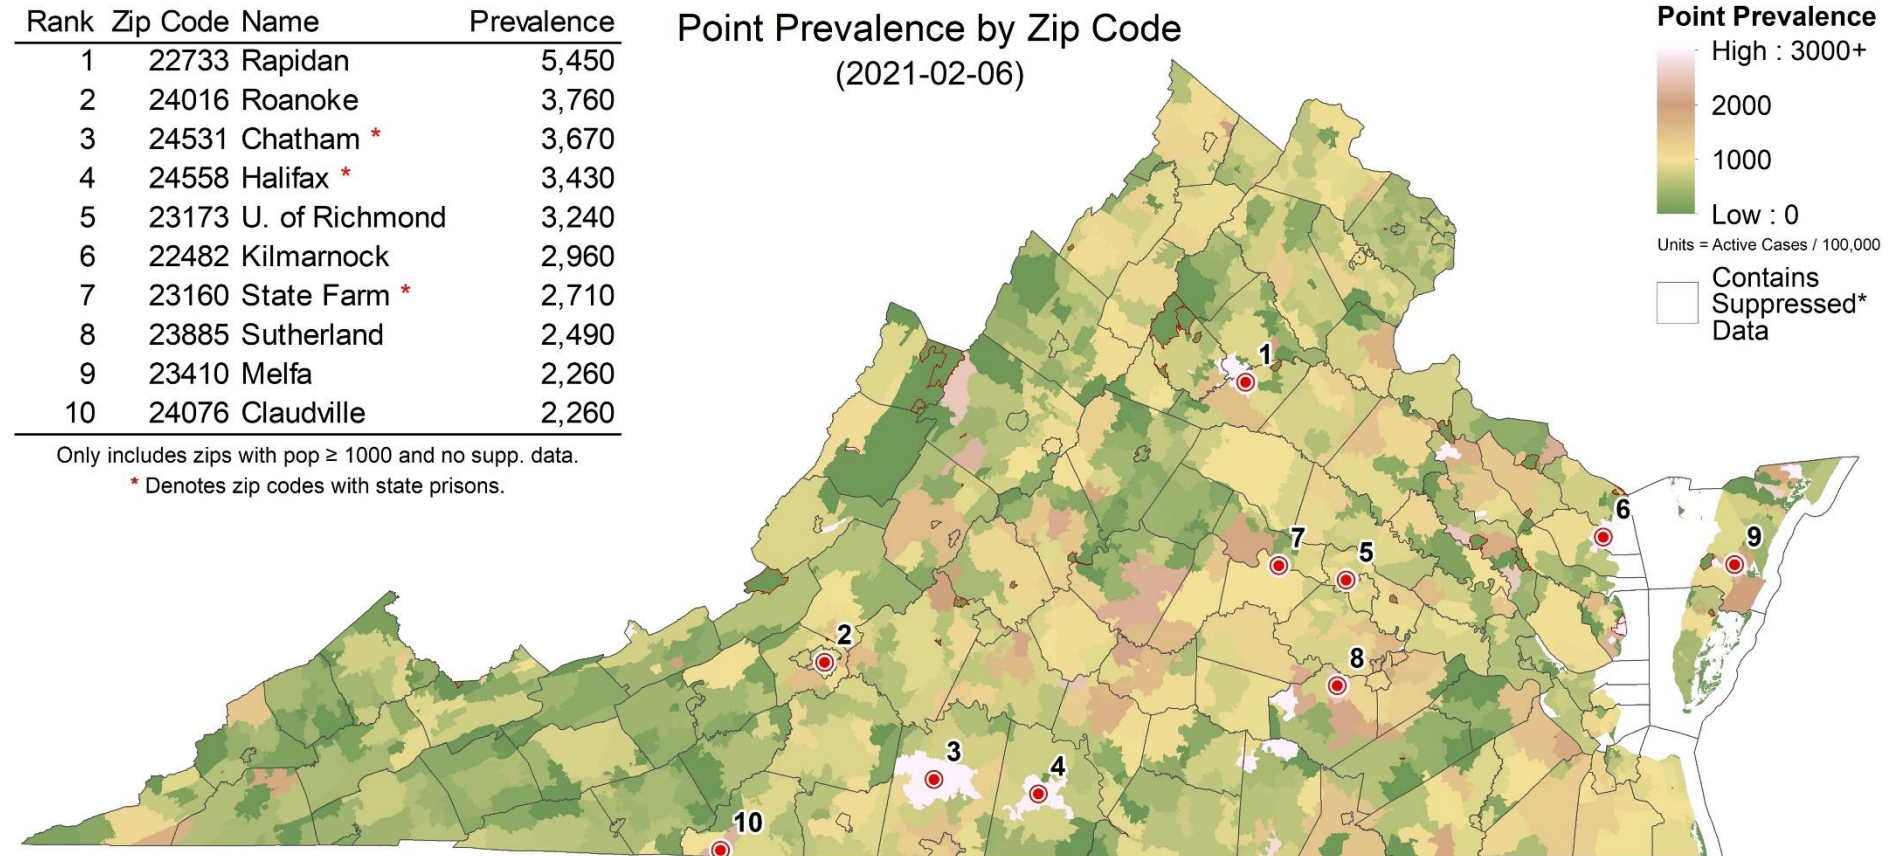 Rank Zip Code Name Prevalence
1 22733 Rapidan 5,450
2 24016 Roanoke 3,760
3 24531 Chatham * 3,670
4 24558 Halifax * 3,430
5 23173 U. of Richmond 3,240
6 22482 Kilmarnock 2,960
7 23160 State Farm * 2,710
8 23885 Sutherland 2,490
9 23410 Melfa 2,260
10 24076 Claudville 2,260
Only includes zips with pop ≥ 1000 and no supp. data.
* Denotes zip codes with state prisons.
Point Prevalence by Zip Code
(2021-02-06)
Point Prevalence
High : 3000+
2000
1000
Low : 0
Units = Active Cases / 100,000
Contains
Suppressed*
Data
1
6
9
7
5
2
8
3
4
10